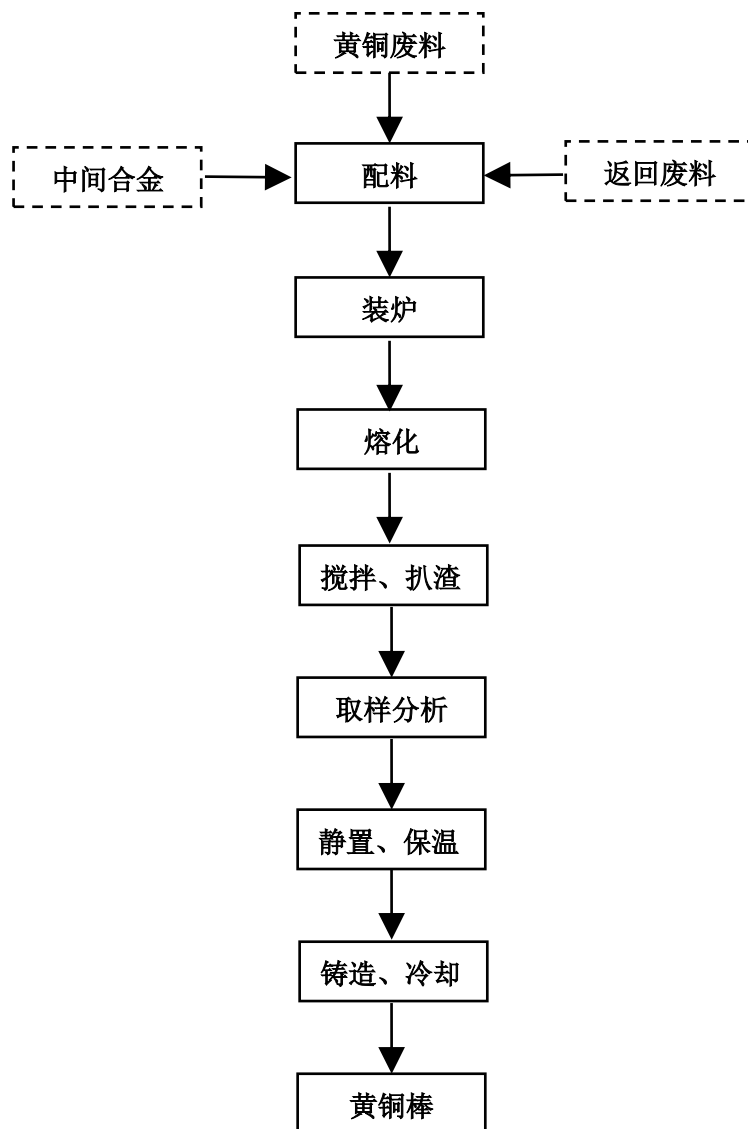 黄铜废料
中间合金
配料
返回废料
装炉
熔化
搅拌、扒渣
取样分析
静置、保温
铸造、冷却
黄铜棒